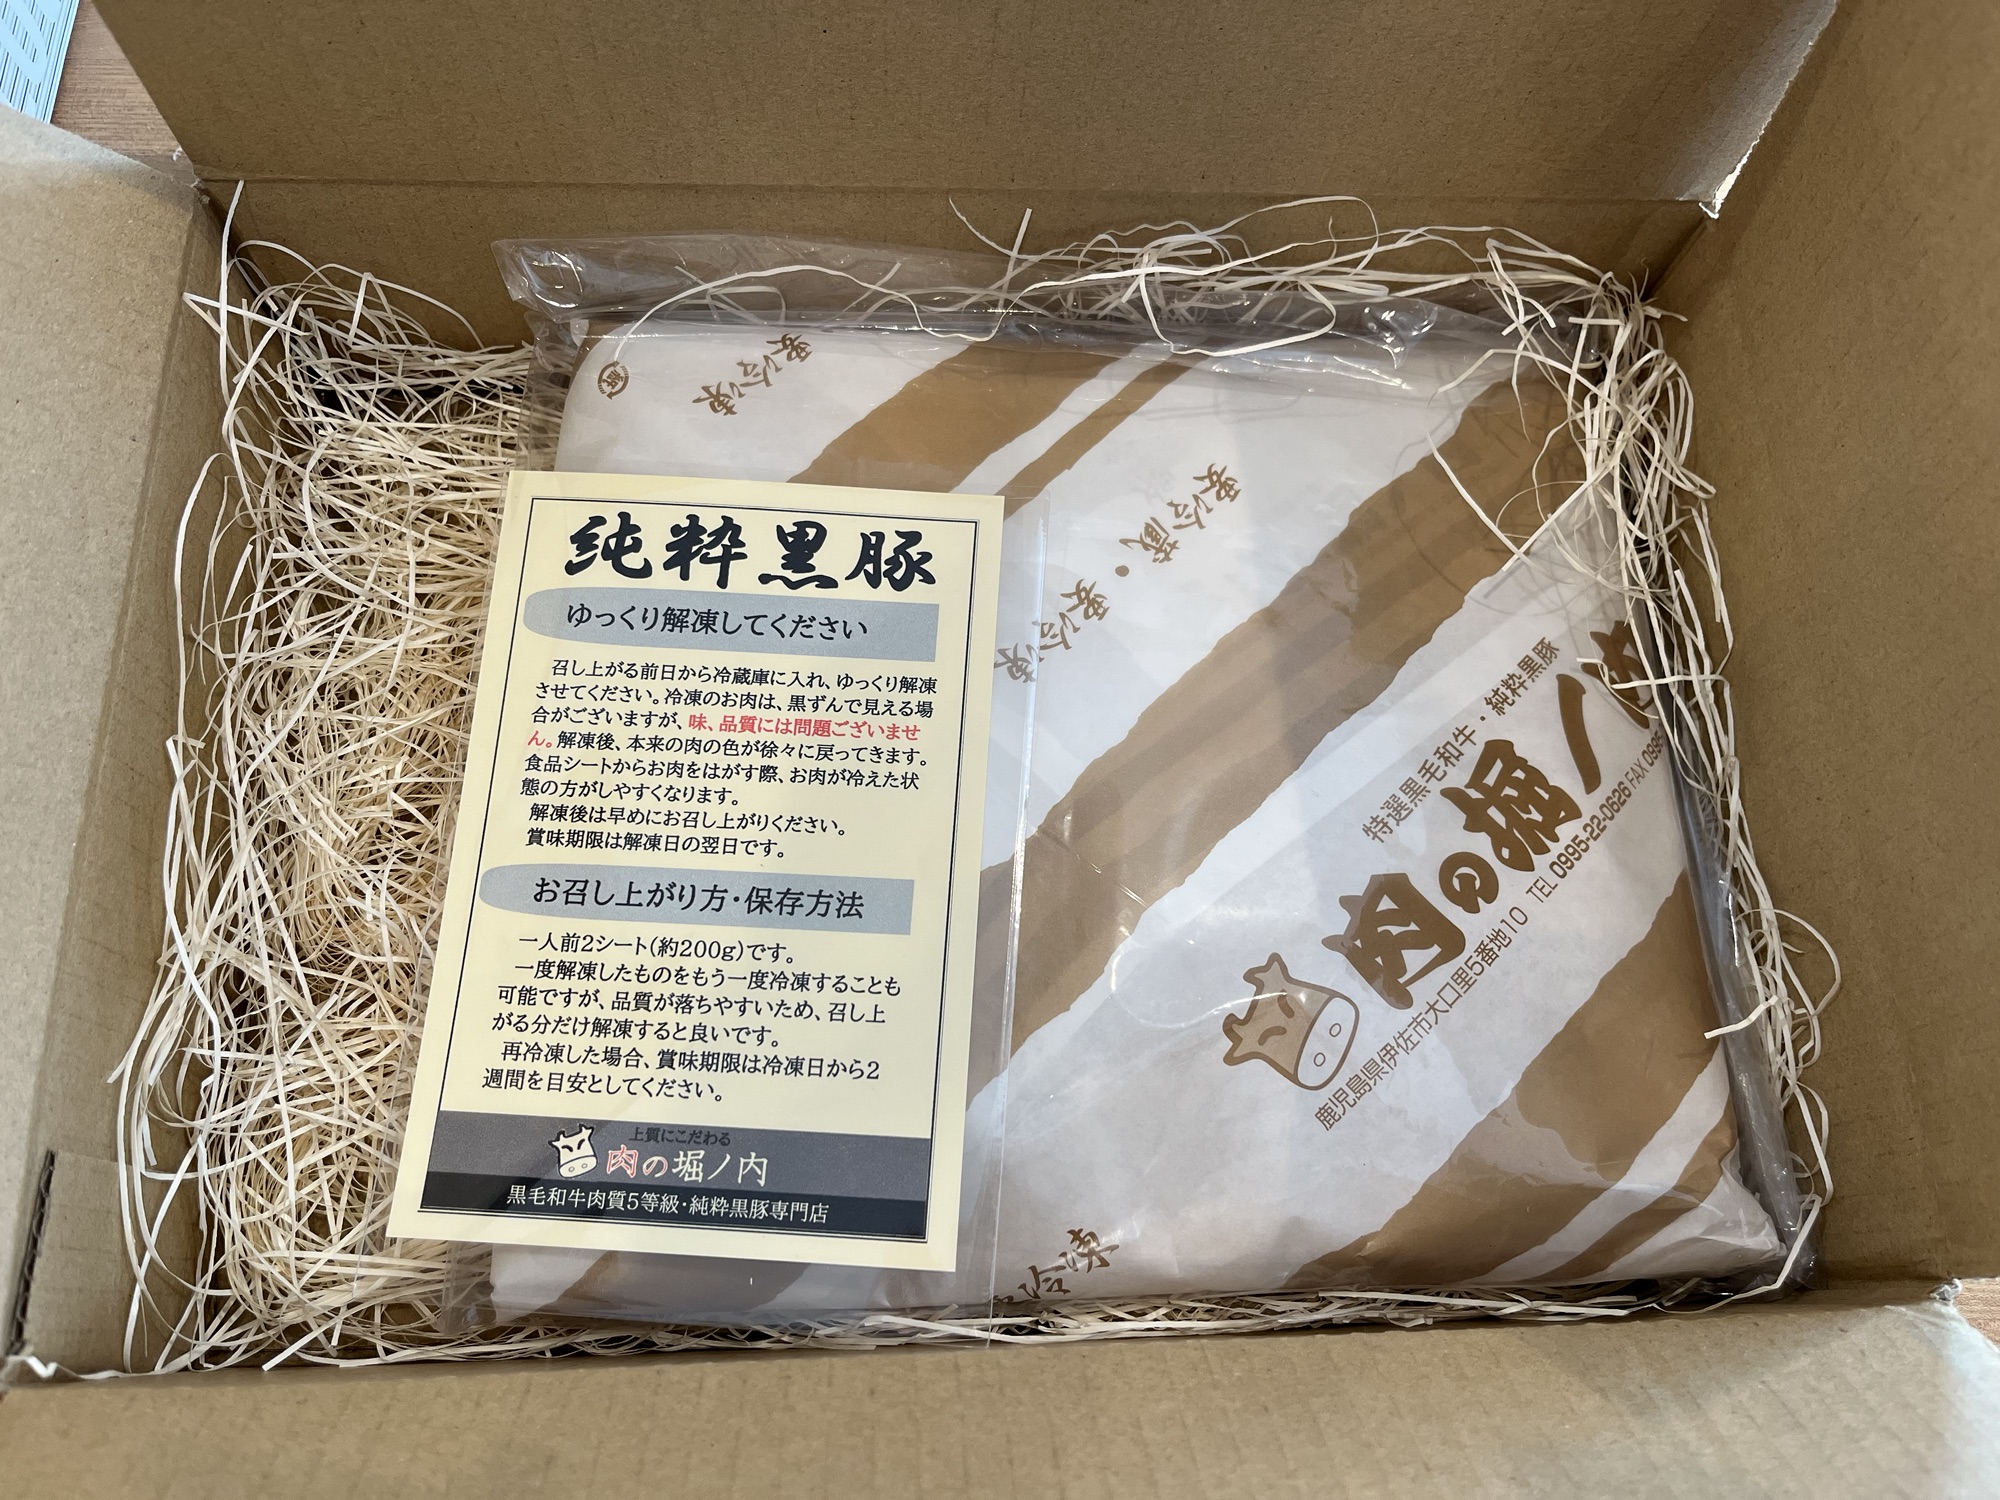 純粋黒豚
ゆっくり解凍してください
召し上がる前日から冷蔵庫に入れ、ゆっくり解凍
させてください。冷凍のお肉は、黒ずんで見える場
合がございますが、味、品質には問題ございませ
ん。解凍後、本来の肉の色が徐々に戻ってきます。
食品シートからお肉をはがす際、お肉が冷えた状
態の方がしやすくなります。
解凍後は早めにお召し上がりください。
賞味期限は解凍日の翌日です。
お召し上がり方・保存方法
一人前2シート(約200g)です。
一度解凍したものをもう一度冷凍することも
可能ですが、品質が落ちやすいため、召し上
がる分だけ解凍すると良いです。
再冷凍した場合、賞味期限は冷凍日から2
週間を目安としてください。
上質にこだわる
肉の堀ノ内
黒毛和牛肉質5等級・純粋黒豚専門店
要冷凍
要冷蔵・要冷凍
特選黒毛和牛・純粋黒豚
肉の堀ノ内
鹿児島県伊佐市大口里5番地10 TEL 0995-22-0626 FAX 0995
冷凍